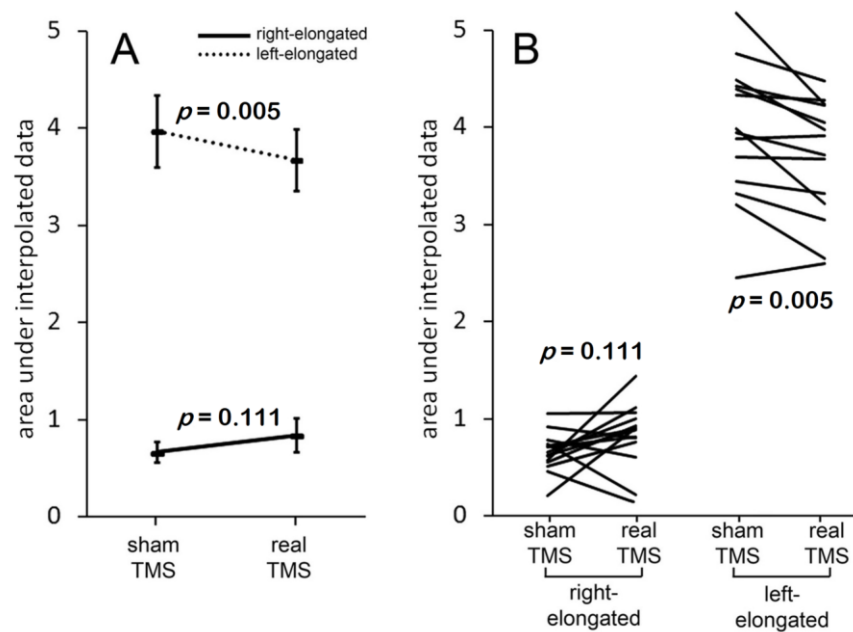 A
right-elongated
left-elongated
area under interpolated data
5
4
3
2
1
0
p = 0.005
p = 0.111
sham
TMS
real
TMS
B
area under interpolated data
5
4
3
2
1
0
p = 0.111
p = 0.005
sham
TMS
real
TMS
sham
TMS
real
TMS
right-
elongated
left-
elongated